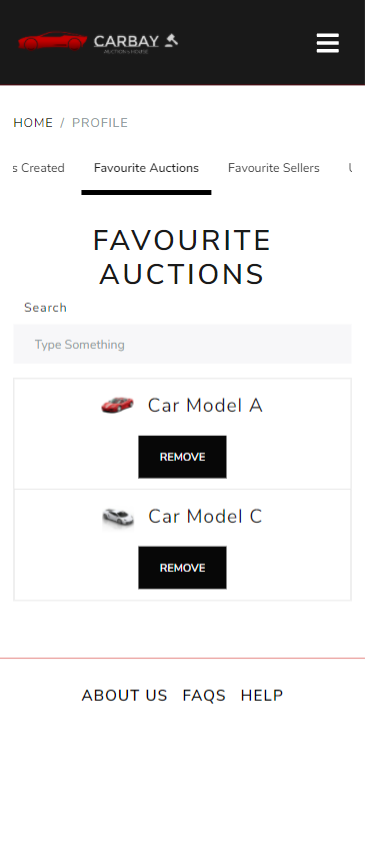 CARBAY
AUCTION & HOUSE
HOME / PROFILE
s Created Favourite Auctions Favourite Sellers
FAVOURITE
AUCTIONS
Search
Type Something
Car Model A
REMOVE
Car Model C
REMOVE
ABOUT US FAQS HELP